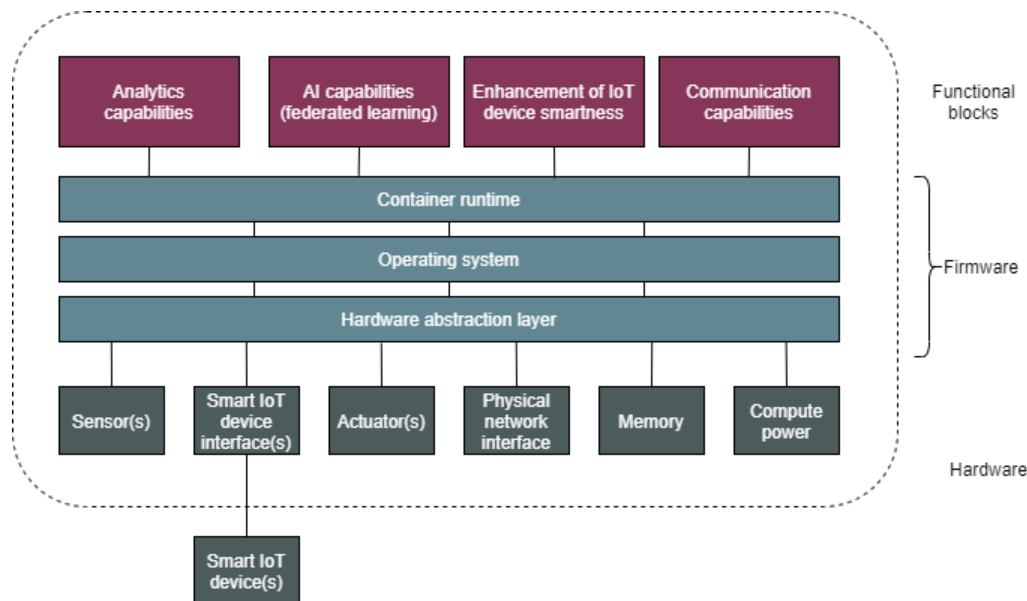 Analytics
capabilities
AI capabilities
(federated learning)
Enhancement of IoT
device smartness
Communication
capabilities
Functional
blocks
Container runtime
Operating system
Firmware
Hardware abstraction layer
Sensor(s)
Smart IoT
device
interface(s)
Actuator(s)
Physical
network
interface
Memory
Compute
power
Hardware
Smart IoT
device(s)